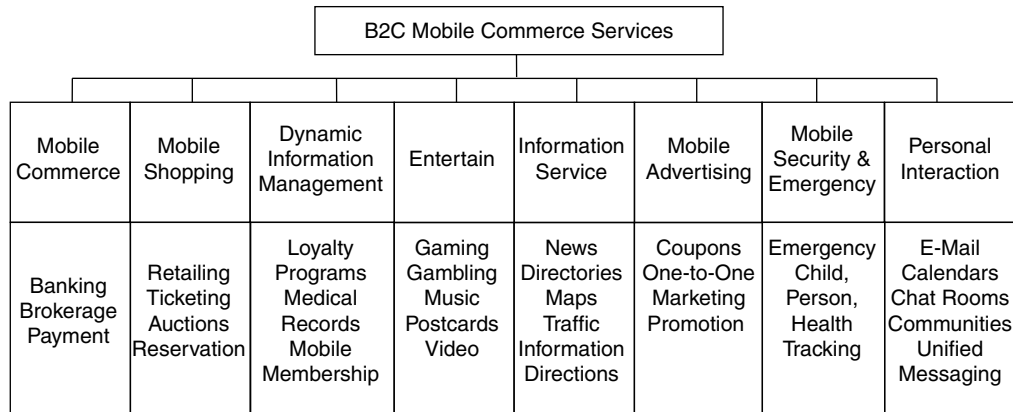 B2C Mobile Commerce Services
Mobile
Commerce
Mobile
Shopping
Dynamic
Information
Management
Entertain
Information
Service
Mobile
Advertising
Mobile
Security &
Emergency
Personal
Interaction
Banking
Brokerage
Payment
Retailing
Ticketing
Auctions
Reservation
Loyalty
Programs
Medical
Records
Mobile
Membership
Gaming
Gambling
Music
Postcards
Video
News
Directories
Maps
Traffic
Information
Directions
Coupons
One-to-One
Marketing
Promotion
Emergency
Child,
Person,
Health
Tracking
E-Mail
Calendars
Chat Rooms
Communities
Unified
Messaging